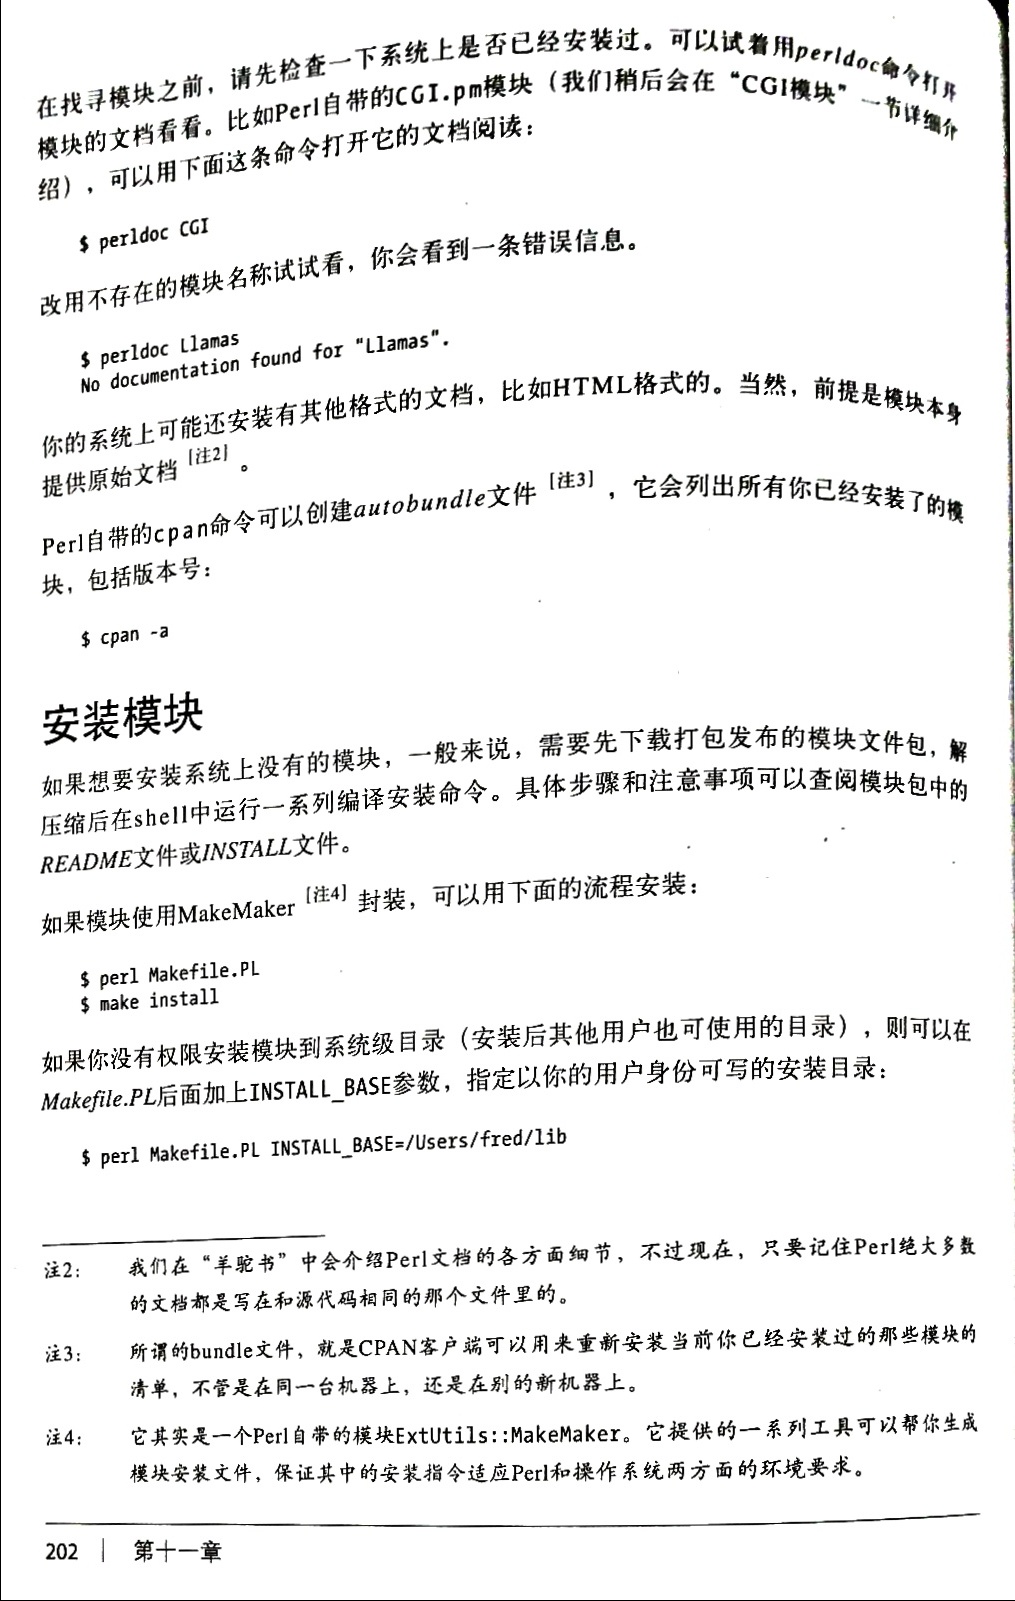 在找寻模块之前，请先检查一下系统上是否已经安装过。可以试着用perldoc命令打开
模块的文档看看。比如Perl自带的CGI.pm模块（我们稍后会在“CGI模块”一节详细介
绍），可以用下面这条命令打开它的文档阅读：
$ perldoc CGI
改用不存在的模块名称试试看，你会看到一条错误信息。
$ perldoc Llamas
No documentation found for "Llamas".
你的系统上可能还安装有其他格式的文档，比如HTML格式的。当然，前提是模块本身
提供原始文档［注2］。
Perl自带的cpan命令可以创建autobundle文件［注3］，它会列出所有你已经安装了的模
块，包括版本号：
$ cpan -a
安装模块
如果想要安装系统上没有的模块，一般来说，需要先下载打包发布的模块文件包，解
压缩后在shell中运行一系列编译安装命令。具体步骤和注意事项可以查阅模块包中的
README文件或INSTALL文件。
如果模块使用MakeMaker［注4］封装，可以用下面的流程安装：
$ perl Makefile.PL
$ make install
如果你没有权限安装模块到系统级目录（安装后其他用户也可使用的目录），则可以在
Makefile.PL后面加上INSTALL_BASE参数，指定以你的用户身份可写的安装目录：
$ perl Makefile.PL INSTALL_BASE=/Users/fred/lib
注2： 我们在“羊驼书”中会介绍Perl文档的各方面细节，不过现在，只要记住Perl绝大多数
的文档都是写在和源代码相同的那个文件里的。
注3： 所谓的bundle文件，就是CPAN客户端可以用来重新安装当前你已经安装过的那些模块的
清单，不管是在同一台机器上，还是在别的新机器上。
注4： 它其实是一个Perl自带的模块ExtUtils::MakeMaker。它提供的一系列工具可以帮你生成
模块安装文件，保证其中的安装指令适应Perl和操作系统两方面的环境要求。
202 | 第十一章